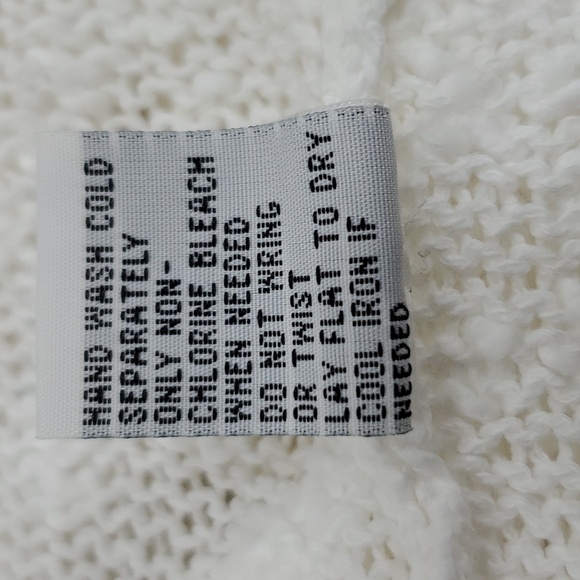 HAND WASH COLD
SEPARATELY
ONLY NON-
CHLORINE BLEACH
WHEN NEEDED
DO NOT WRING
OR TWIST
LAY FLAT TO DRY
COOL IRON IF
NEEDED